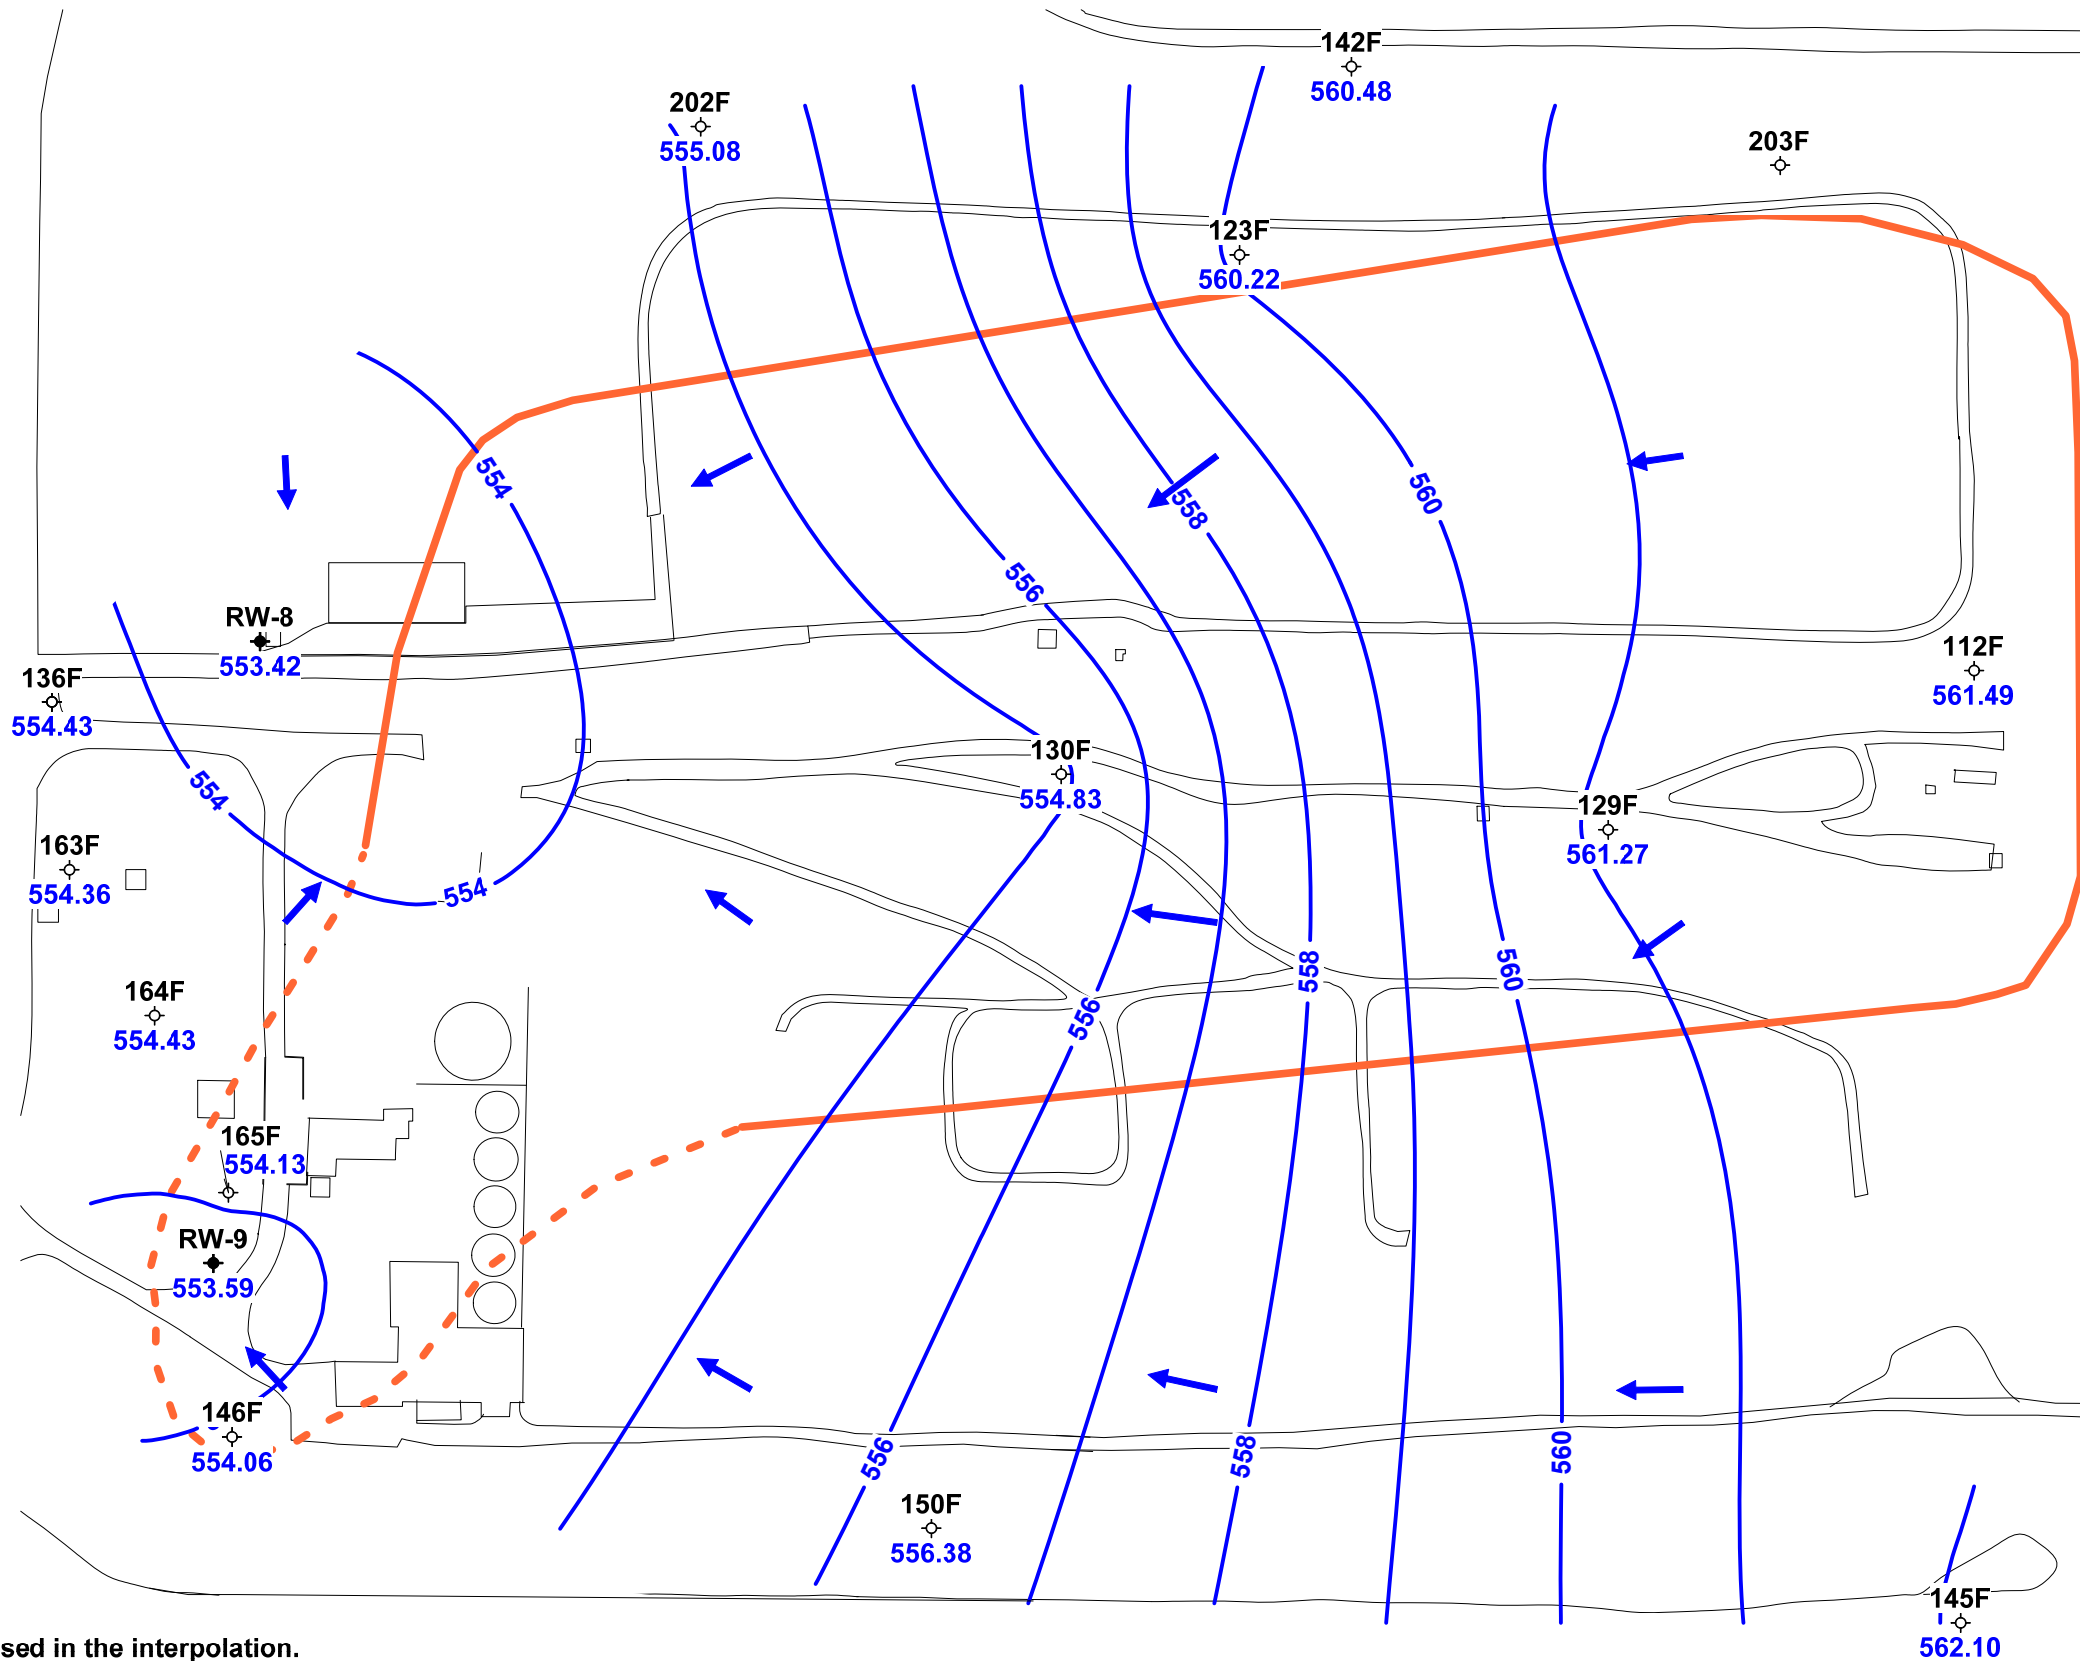 142F
560.48
202F
555.08
203F
123F
560.22
554
560
558
556
RW-8
553.42
112F
561.49
136F
554.43
130F
554.83
554
129F
561.27
163F
554.36
554
558
560
164F
554.43
556
165F
554.13
RW-9
553.59
146F
554.06
556
558
560
150F
556.38
145F
562.10
sed in the interpolation.